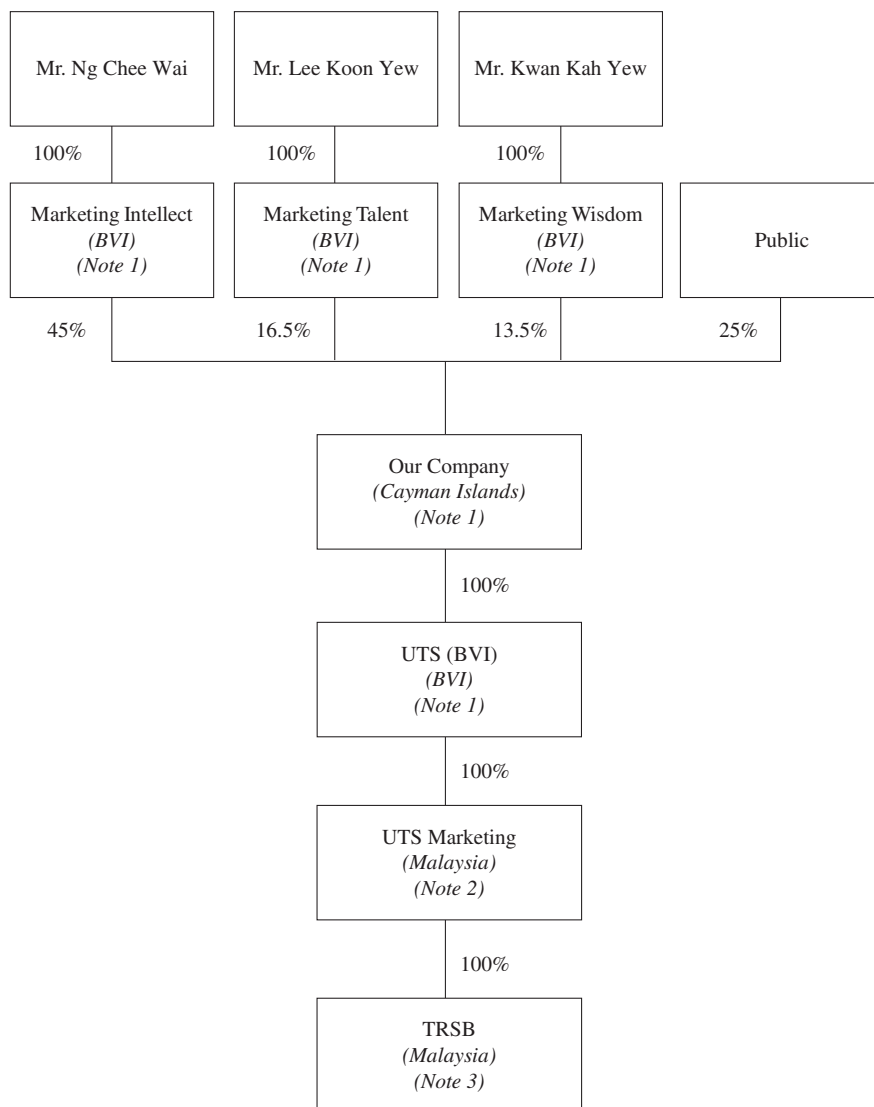 Mr. Ng Chee Wai
Mr. Lee Koon Yew
Mr. Kwan Kah Yew
100%
100%
100%
Marketing Intellect
(BVI)
(Note 1)
Marketing Talent
(BVI)
(Note 1)
Marketing Wisdom
(BVI)
(Note 1)
Public
45%
16.5%
13.5%
25%
Our Company
(Cayman Islands)
(Note 1)
100%
UTS (BVI)
(BVI)
(Note 1)
100%
UTS Marketing
(Malaysia)
(Note 2)
100%
TRSB
(Malaysia)
(Note 3)